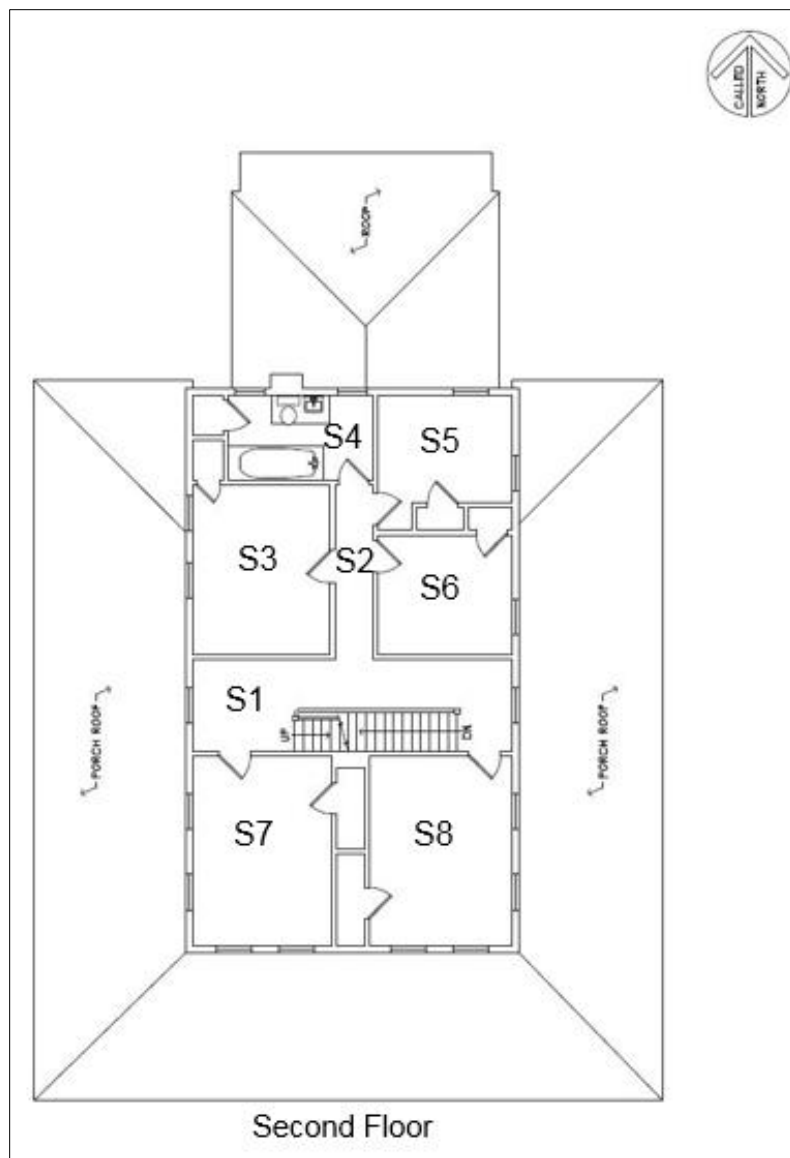 CALLED
NORTH
ROOF
S4
S5
S3
S2
S6
S1
UP
DN
PORCH ROOF
PORCH ROOF
S7
S8
Second Floor